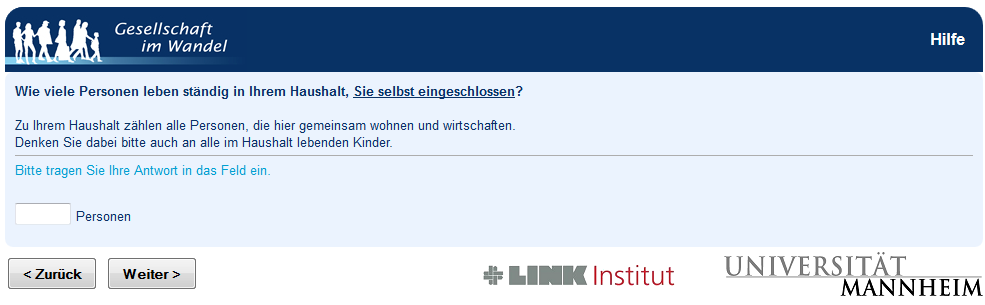 Gesellschaft
im Wandel
Hilfe
Wie viele Personen leben ständig in Ihrem Haushalt, Sie selbst eingeschlossen?
Zu Ihrem Haushalt zählen alle Personen, die hier gemeinsam wohnen und wirtschaften.
Denken Sie dabei bitte auch an alle im Haushalt lebenden Kinder.
Bitte tragen Sie Ihre Antwort in das Feld ein.
Personen
< Zurück
Weiter >
LINK Institut
UNIVERSITÄT
MANNHEIM